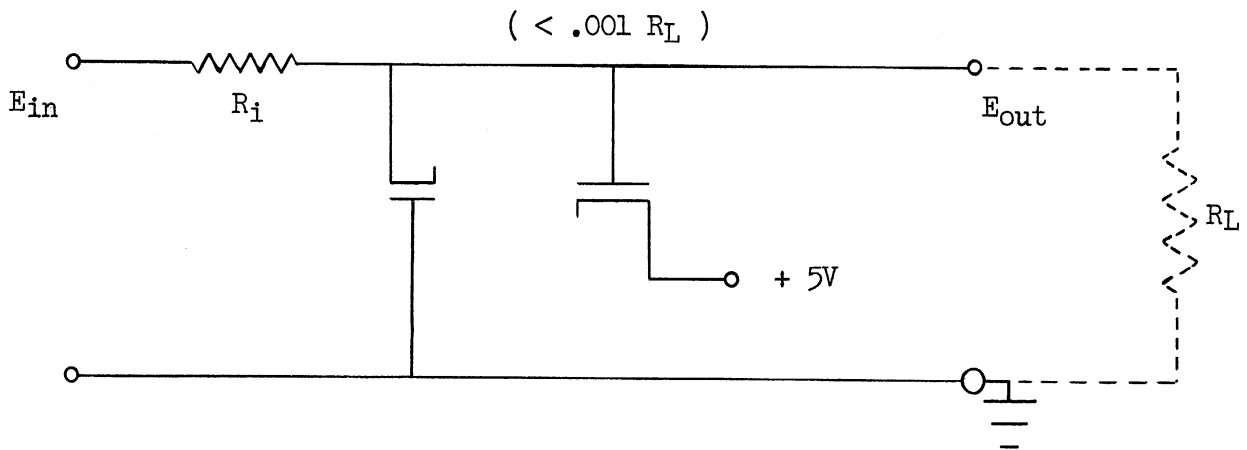 ( < .001 R_L )
E_in
R_i
E_out
R_L
+ 5V